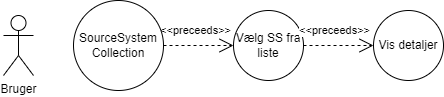 SourceSystem
Collection
<<preceeds>>
Vælg SS fra
liste
<<preceeds>>
Vis detaljer
Bruger